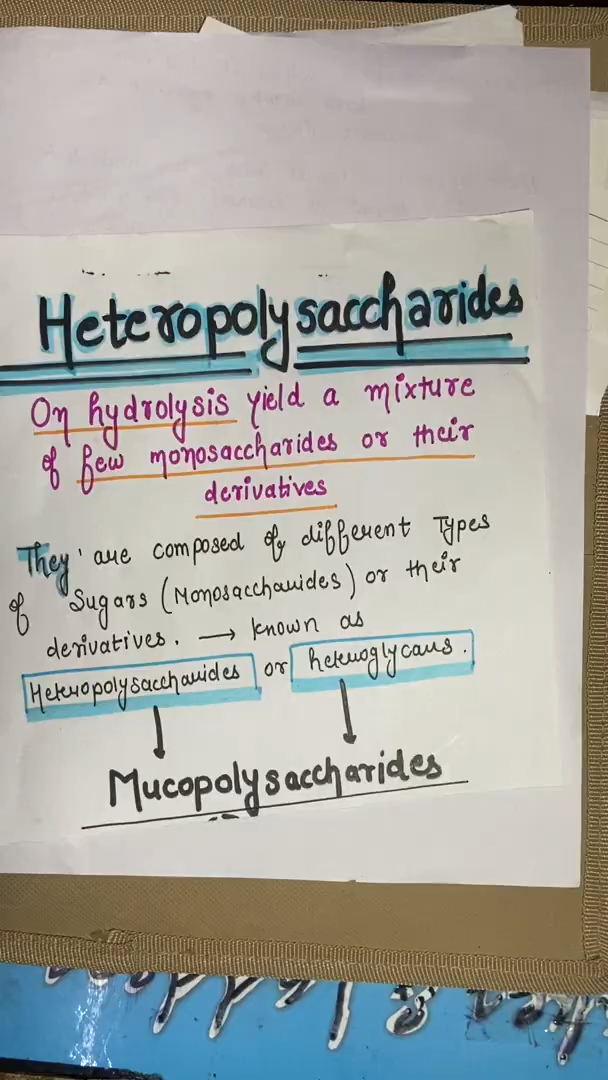 Heteropolysaccharides
On hydrolysis yield a mixture
of few monosaccharides or their
derivatives
They are composed of different Types
of Sugars (Monosaccharides) or their
derivatives. → known as
Heteropolysaccharides or heteroglycans.
Mucopolysaccharides